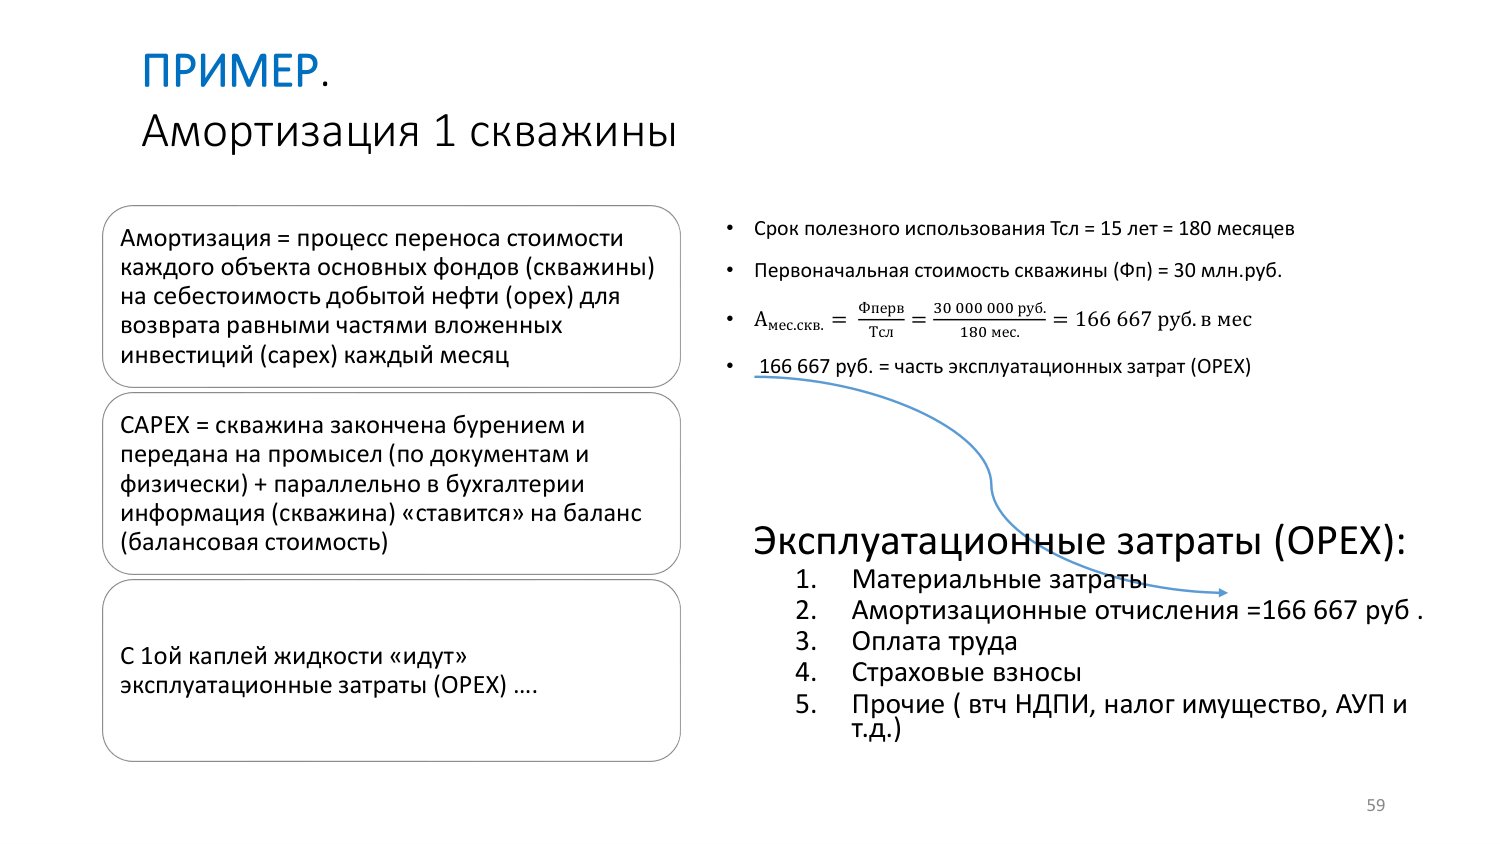 ПРИМЕР.
Амортизация 1 скважины
Амортизация = процесс переноса стоимости
каждого объекта основных фондов (скважины)
на себестоимость добытой нефти (opex) для
возврата равными частями вложенных
инвестиций (capex) каждый месяц
CAPEX = скважина закончена бурением и
передана на промысел (по документам и
физически) + параллельно в бухгалтерии
информация (скважина) «ставится» на баланс
(балансовая стоимость)
С 1ой каплей жидкости «идут»
эксплуатационные затраты (OPEX) ….
• Срок полезного использования Тсл = 15 лет = 180 месяцев
• Первоначальная стоимость скважины (Фп) = 30 млн.руб.
• Амес.скв. = Фперв/Тсл = 30 000 000 руб./180 мес. = 166 667 руб. в мес
• 166 667 руб. = часть эксплуатационных затрат (OPEX)
Эксплуатационные затраты (OPEX):
1. Материальные затраты
2. Амортизационные отчисления =166 667 руб .
3. Оплата труда
4. Страховые взносы
5. Прочие ( втч НДПИ, налог имущество, АУП и
т.д.)
59